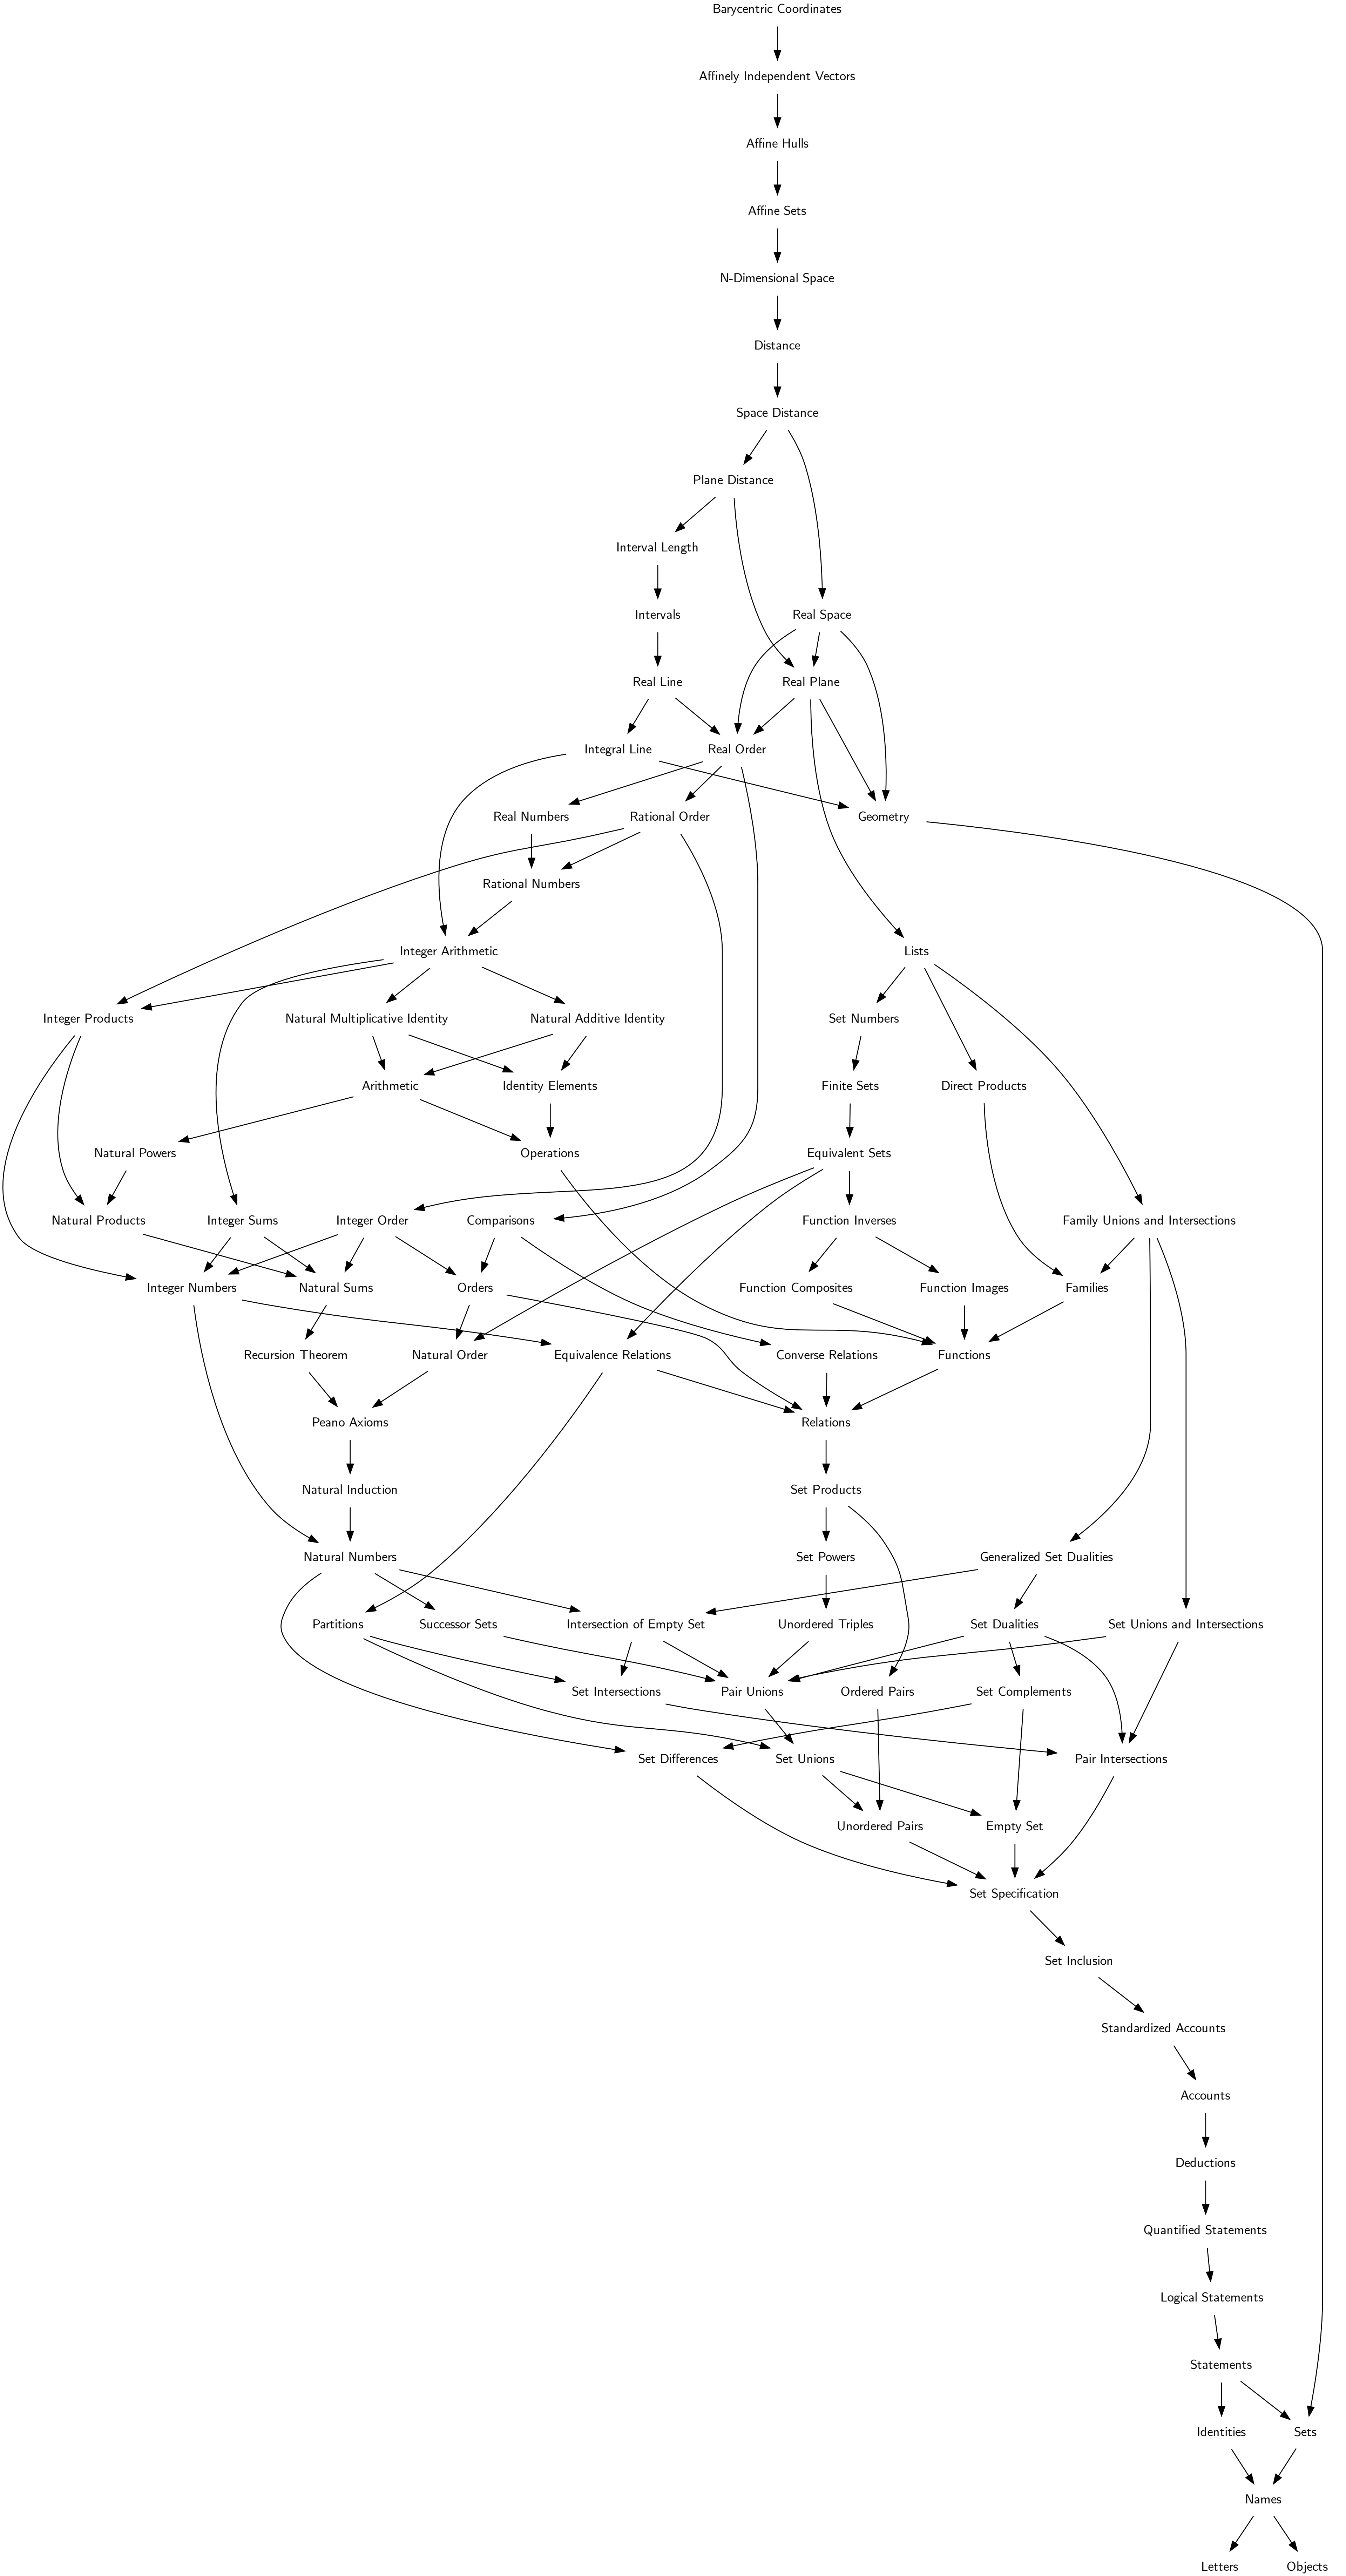 Barycentric Coordinates
Affinely Independent Vectors
Affine Hulls
Affine Sets
N-Dimensional Space
Distance
Space Distance
Plane Distance
Interval Length
Intervals
Real Space
Real Line
Real Plane
Integral Line
Real Order
Real Numbers
Rational Order
Geometry
Rational Numbers
Integer Arithmetic
Lists
Integer Products
Natural Multiplicative Identity
Natural Additive Identity
Set Numbers
Arithmetic
Identity Elements
Finite Sets
Direct Products
Natural Powers
Operations
Equivalent Sets
Natural Products
Integer Sums
Integer Order
Comparisons
Function Inverses
Family Unions and Intersections
Integer Numbers
Natural Sums
Orders
Function Composites
Function Images
Families
Recursion Theorem
Natural Order
Equivalence Relations
Converse Relations
Functions
Peano Axioms
Relations
Natural Induction
Set Products
Natural Numbers
Set Powers
Generalized Set Dualities
Partitions
Successor Sets
Intersection of Empty Set
Unordered Triples
Set Dualities
Set Unions and Intersections
Set Intersections
Pair Unions
Ordered Pairs
Set Complements
Set Differences
Set Unions
Pair Intersections
Unordered Pairs
Empty Set
Set Specification
Set Inclusion
Standardized Accounts
Accounts
Deductions
Quantified Statements
Logical Statements
Statements
Identities
Sets
Names
Letters
Objects